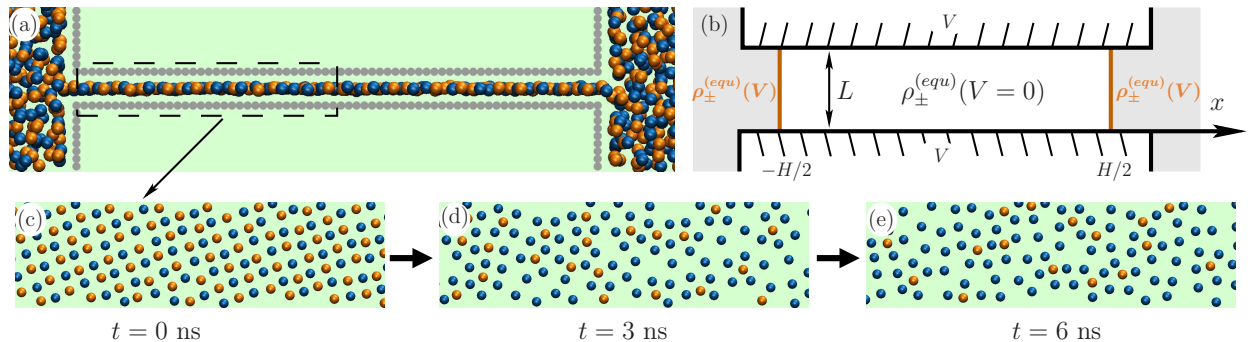 (a)
(b)
V
L
ρ±^(equ)(V)
ρ±^(equ)(V = 0)
ρ±^(equ)(V)
x
V
−H/2
H/2
(c)
(d)
(e)
t = 0 ns
t = 3 ns
t = 6 ns